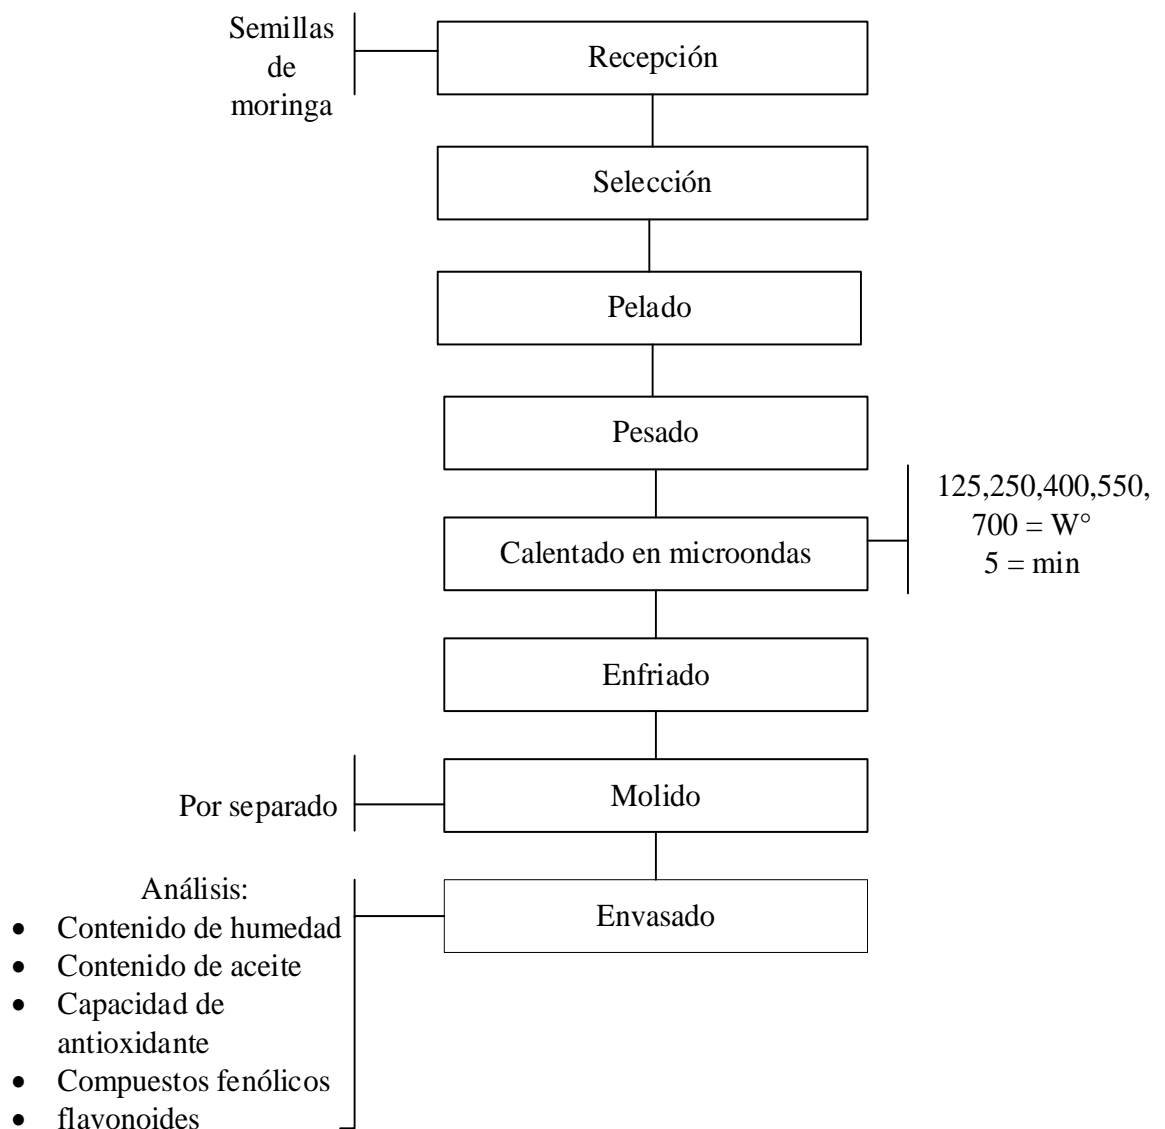 Semillas
de
moringa
Recepción
Selección
Pelado
Pesado
125,250,400,550,
700 = W°
5 = min
Calentado en microondas
Enfriado
Por separado
Molido
Análisis:
• Contenido de humedad
• Contenido de aceite
• Capacidad de
antioxidante
• Compuestos fenólicos
• flavonoides
Envasado